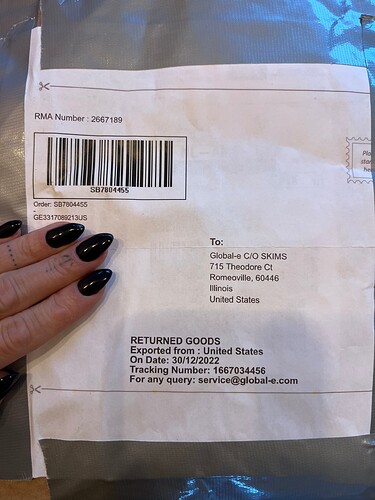 RMA Number : 2667189
SB7804455
Order: SB7804455
GE3317089213US
To:
Global-e C/O SKIMS
715 Theodore Ct
Romeoville, 60446
Illinois
United States
RETURNED GOODS
Exported from : United States
On Date: 30/12/2022
Tracking Number: 1667034456
For any query: service@global-e.com